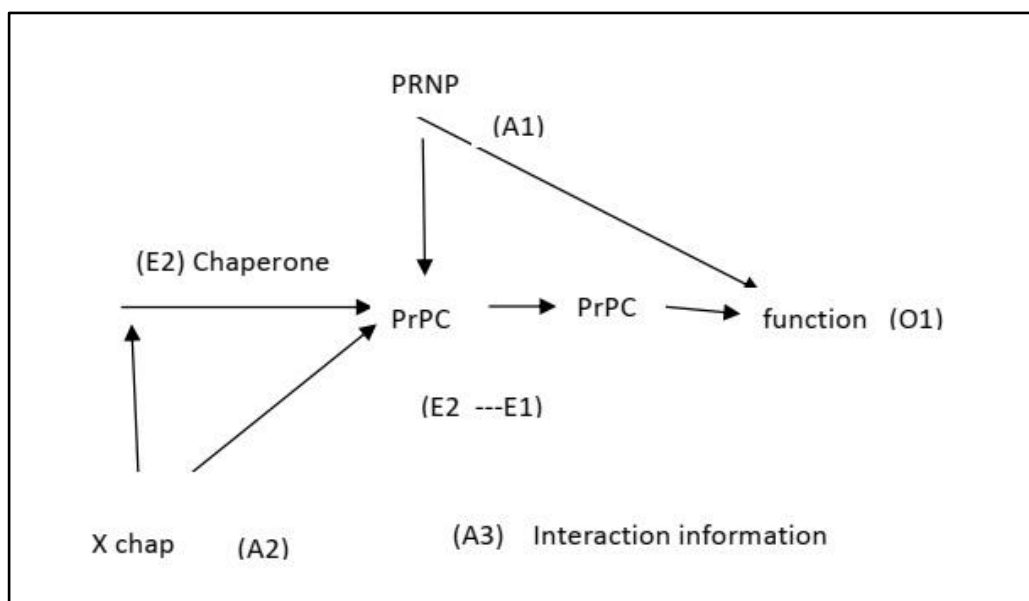 PRNP
(A1)
(E2) Chaperone
PrPC PrPC function (O1)
(E2 ---E1)
X chap (A2) (A3) Interaction information